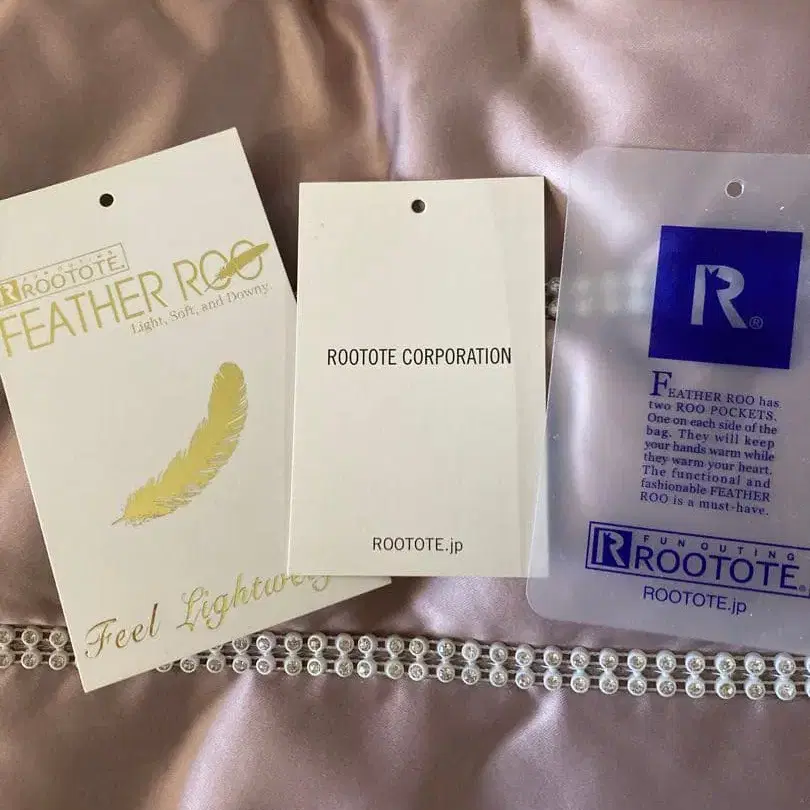 FUN OUTING
R ROOTOTE®
FEATHER ROO
Light, Soft, and Downy.
Feel Lightweig
ROOTOTE CORPORATION
ROOTOTE.jp
R®
FEATHER ROO has
two ROO POCKETS.
One on each side of the
bag. They will keep
your hands warm while
they warm your heart.
The functional and
fashionable FEATHER
ROO is a must-have.
FUN OUTING
R ROOTOTE®
ROOTOTE.jp